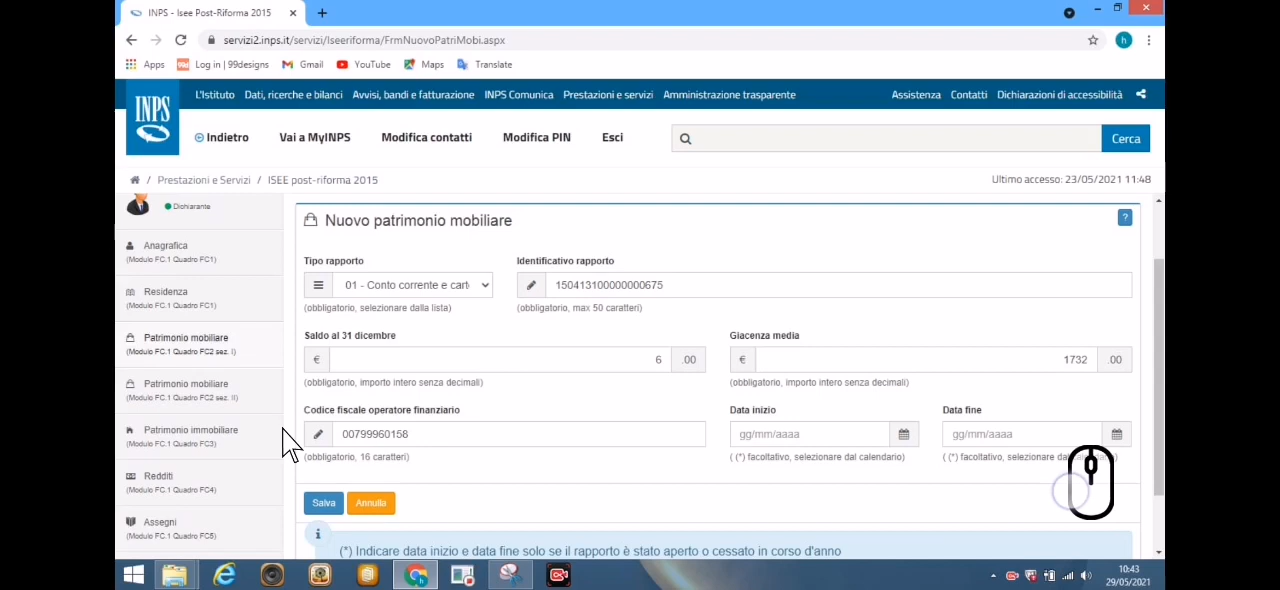 INPS - Isee Post-Riforma 2015
servizi2.inps.it/servizi/Iseeriforma/FrmNuovoPatriMobi.aspx
h
Apps 99d Log in | 99designs Gmail YouTube Maps Translate
L'Istituto Dati, ricerche e bilanci Avvisi, bandi e fatturazione INPS Comunica Prestazioni e servizi Amministrazione trasparente Assistenza Contatti Dichiarazioni di accessibilità
INPS
Indietro Vai a MyINPS Modifica contatti Modifica PIN Esci Cerca
/ Prestazioni e Servizi / ISEE post-riforma 2015 Ultimo accesso: 23/05/2021 11:48
Dichiarante
Anagrafica
(Modulo FC.1 Quadro FC1)
Residenza
(Modulo FC.1 Quadro FC1)
Patrimonio mobiliare
(Modulo FC.1 Quadro FC2 sez. I)
Patrimonio mobiliare
(Modulo FC.1 Quadro FC2 sez. II)
Patrimonio immobiliare
(Modulo FC.1 Quadro FC3)
Redditi
(Modulo FC.1 Quadro FC4)
Assegni
(Modulo FC.1 Quadro FC5)
Nuovo patrimonio mobiliare ?
Tipo rapporto Identificativo rapporto
01 - Conto corrente e cart 150413100000000675
(obbligatorio, selezionare dalla lista) (obbligatorio, max 50 caratteri)
Saldo al 31 dicembre Giacenza media
€ 6 .00 € 1732 .00
(obbligatorio, importo intero senza decimali) (obbligatorio, importo intero senza decimali)
Codice fiscale operatore finanziario Data inizio Data fine
00799960158 gg/mm/aaaa gg/mm/aaaa
(obbligatorio, 16 caratteri) ( (*) facoltativo, selezionare dal calendario) ( (*) facoltativo, selezionare dal calendario)
Salva Annulla
i
(*) Indicare data inizio e data fine solo se il rapporto è stato aperto o cessato in corso d'anno
10:43
29/05/2021